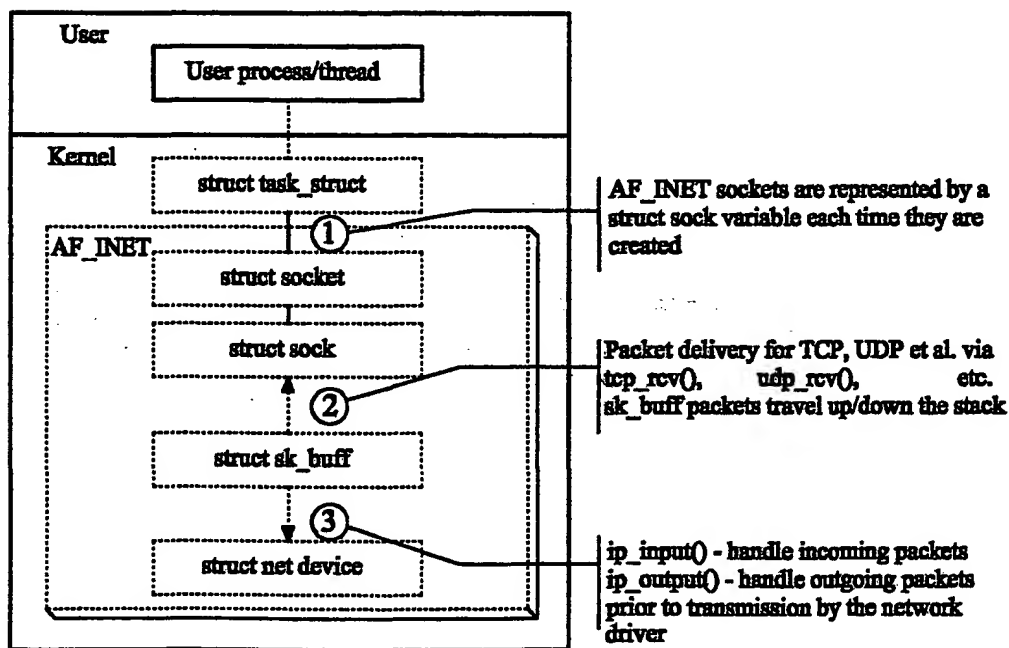 User
User process/thread
Kernel
struct task_struct
AF_INET
1
struct socket
struct sock
2
struct sk_buff
3
struct net device
AF_INET sockets are represented by a
struct sock variable each time they are
created
Packet delivery for TCP, UDP et al. via
tcp_rcv(), udp_rcv(), etc.
sk_buff packets travel up/down the stack
ip_input() - handle incoming packets
ip_output() - handle outgoing packets
prior to transmission by the network
driver